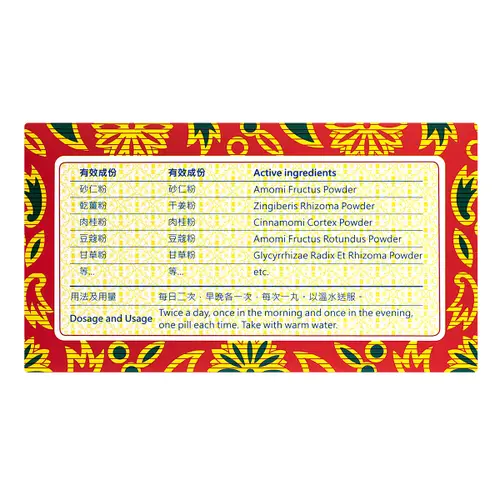 有效成份 有效成份 Active ingredients
砂仁粉 砂仁粉 Amomi Fructus Powder
乾薑粉 干姜粉 Zingiberis Rhizoma Powder
肉桂粉 肉桂粉 Cinnamomi Cortex Powder
豆蔻粉 豆蔻粉 Amomi Fructus Rotundus Powder
甘草粉 甘草粉 Glycyrrhizae Radix Et Rhizoma Powder
等... 等... etc.
用法及用量 每日二次，早晚各一次，每次一丸，以溫水送服。
Dosage and Usage Twice a day, once in the morning and once in the evening,
one pill each time. Take with warm water.